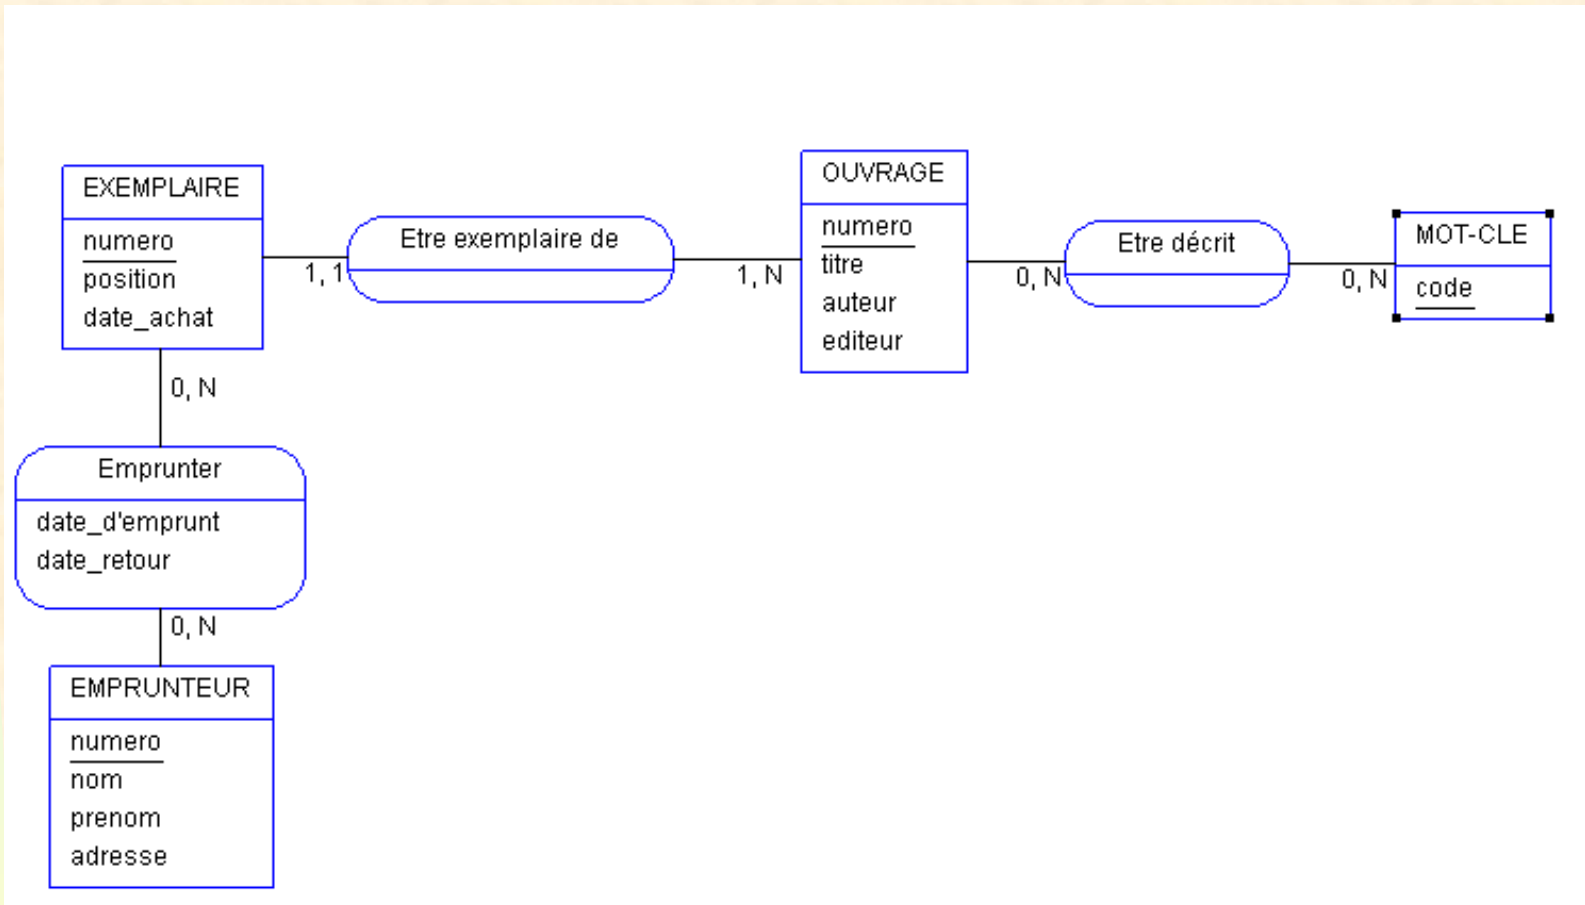 EXEMPLAIRE
numero
position
date_achat
1, 1
Etre exemplaire de
1, N
OUVRAGE
numero
titre
auteur
editeur
0, N
Etre décrit
0, N
MOT-CLE
code
0, N
Emprunter
date_d'emprunt
date_retour
0, N
EMPRUNTEUR
numero
nom
prenom
adresse